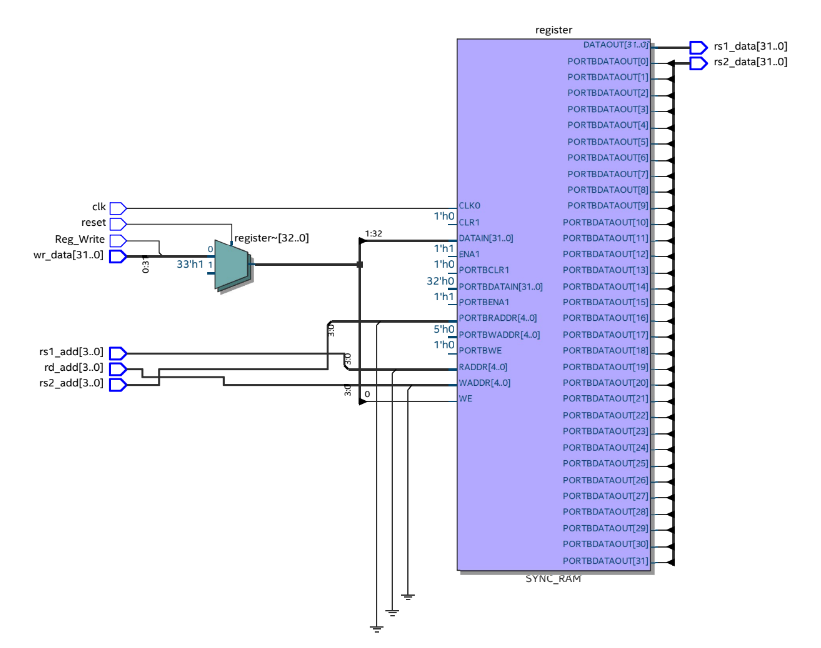 register
DATAOUT[31..0]
rs1_data[31..0]
PORTBDATAOUT[0]
rs2_data[31..0]
PORTBDATAOUT[1]
PORTBDATAOUT[2]
PORTBDATAOUT[3]
PORTBDATAOUT[4]
PORTBDATAOUT[5]
PORTBDATAOUT[6]
PORTBDATAOUT[7]
PORTBDATAOUT[8]
PORTBDATAOUT[9]
PORTBDATAOUT[10]
PORTBDATAOUT[11]
PORTBDATAOUT[12]
PORTBDATAOUT[13]
PORTBDATAOUT[14]
PORTBDATAOUT[15]
PORTBDATAOUT[16]
PORTBDATAOUT[17]
PORTBDATAOUT[18]
PORTBDATAOUT[19]
PORTBDATAOUT[20]
PORTBDATAOUT[21]
PORTBDATAOUT[22]
PORTBDATAOUT[23]
PORTBDATAOUT[24]
PORTBDATAOUT[25]
PORTBDATAOUT[26]
PORTBDATAOUT[27]
PORTBDATAOUT[28]
PORTBDATAOUT[29]
PORTBDATAOUT[30]
PORTBDATAOUT[31]
clk
CLK0
1'h0
CLR1
reset
Reg_Write
register~[32..0]
1:32
DATAIN[31..0]
wr_data[31..0]
0
1'h1
ENA1
33'h1
1
1'h0
PORTBCLR1
32'h0
PORTBDATAIN[31..0]
1'h1
PORTBENA1
PORTBRADDR[4..0]
3:0
5'h0
PORTBWADDR[4..0]
1'h0
PORTBWE
rs1_add[3..0]
3:0
RADDR[4..0]
rd_add[3..0]
WADDR[4..0]
rs2_add[3..0]
3:0
0
WE
SYNC_RAM